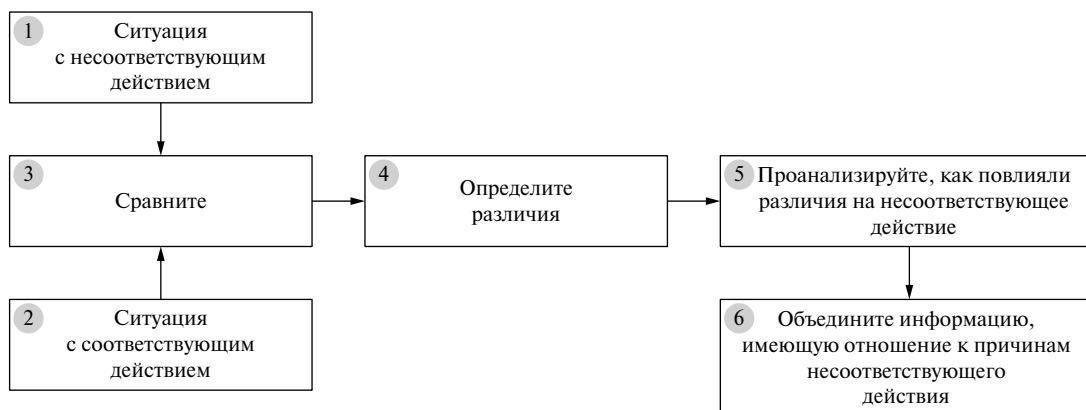 1 Ситуация
с несоответствующим
действием
3
Сравните
4 Определите
различия
5 Проанализируйте, как повлияли
различия на несоответствующее
действие
2 Ситуация
с соответствующим
действием
6 Объедините информацию,
имеющую отношение к причинам
несоответствующего
действия